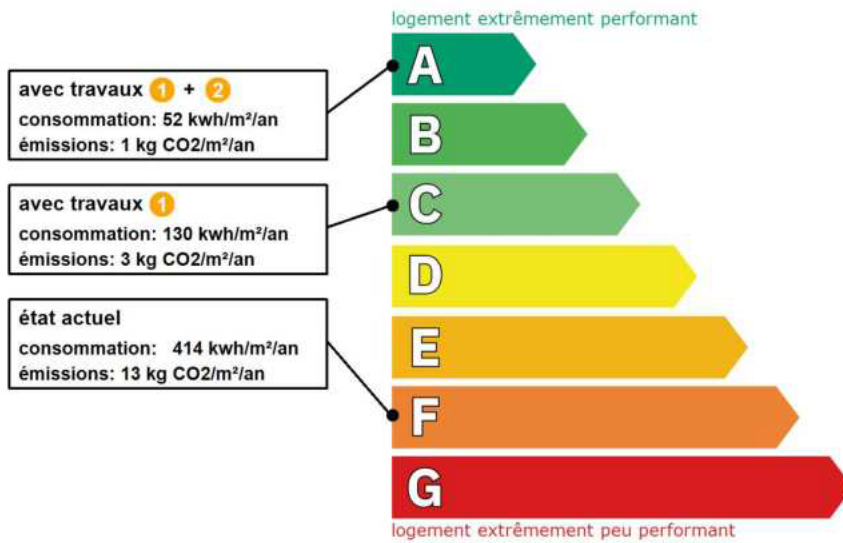 logement extrêmement performant
avec travaux 1 + 2
consommation: 52 kwh/m²/an
émissions: 1 kg CO2/m²/an
avec travaux 1
consommation: 130 kwh/m²/an
émissions: 3 kg CO2/m²/an
état actuel
consommation: 414 kwh/m²/an
émissions: 13 kg CO2/m²/an
A
B
C
D
E
F
G
logement extrêmement peu performant